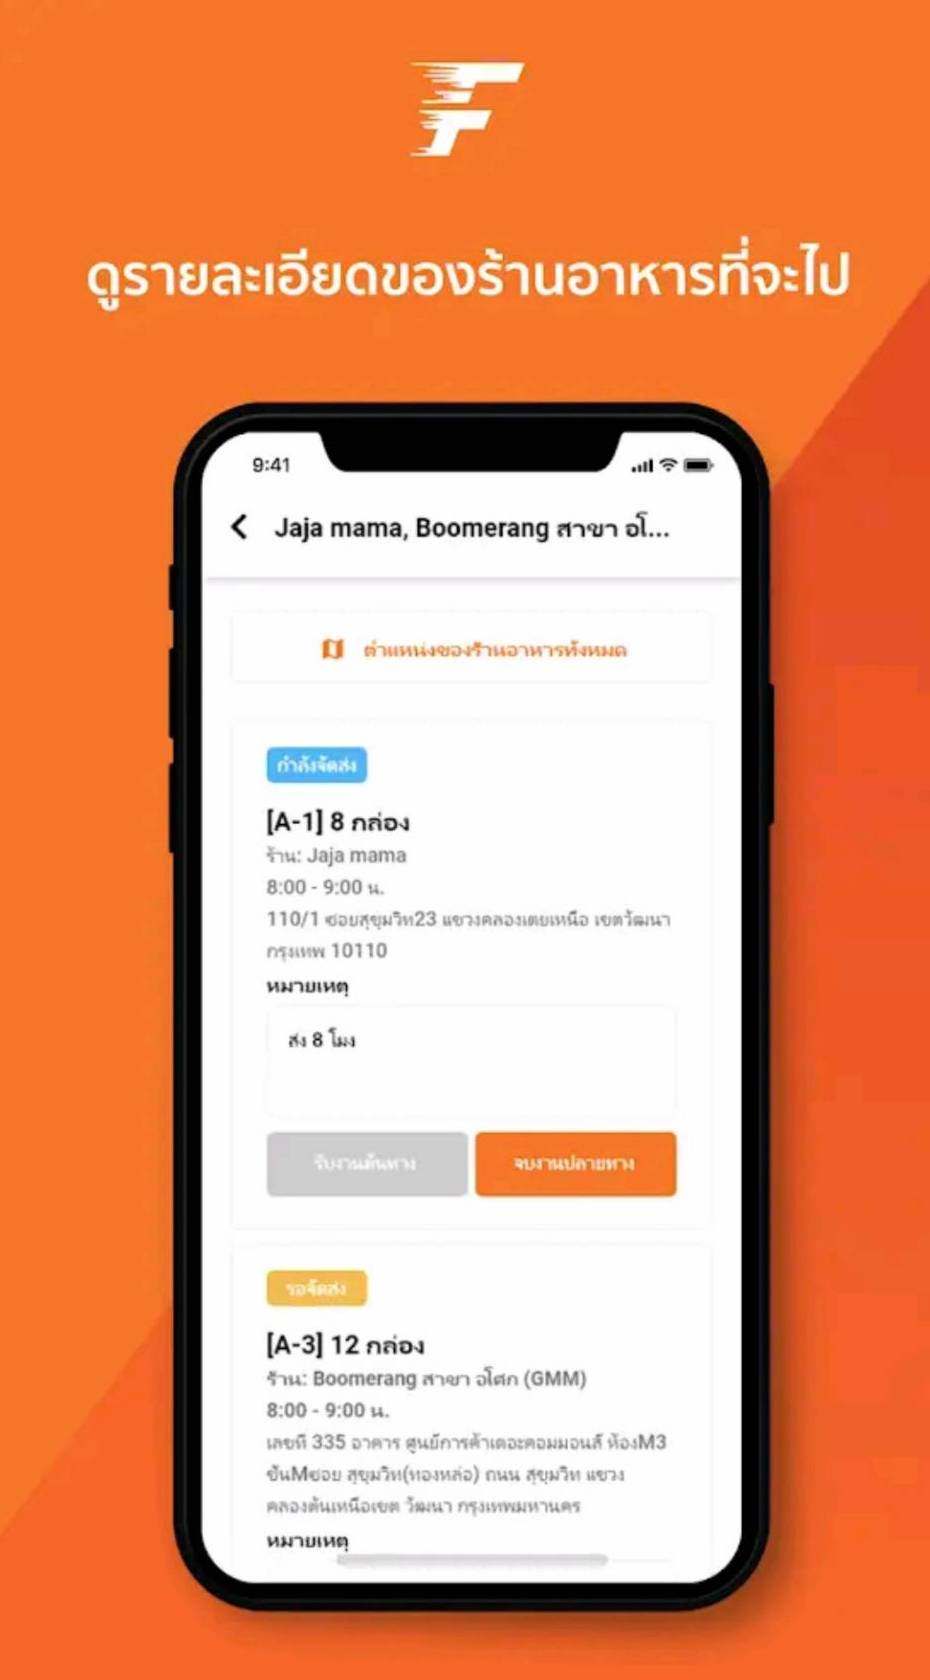 F
ดูรายละเอียดของร้านอาหารที่จะไป
9:41
Jaja mama, Boomerang สาขา อโ...
ตำแหน่งของร้านอาหารทั้งหมด
กำลังจัดส่ง
[A-1] 8 กล่อง
ร้าน: Jaja mama
8:00 - 9:00 น.
110/1 ซอยสุขุมวิท23 แขวงคลองเตยเหนือ เขตวัฒนา
กรุงเทพ 10110
หมายเหตุ
ส่ง 8 โมง
รับงานต้นทาง
จบงานปลายทาง
รอจัดส่ง
[A-3] 12 กล่อง
ร้าน: Boomerang สาขา อโศก (GMM)
8:00 - 9:00 น.
เลขที่ 335 อาคาร ศูนย์การค้าเดอะคอมมอนส์ ห้องM3
ชั้นMซอย สุขุมวิท(ทองหล่อ) ถนน สุขุมวิท แขวง
คลองตันเหนือเขต วัฒนา กรุงเทพมหานคร
หมายเหตุ